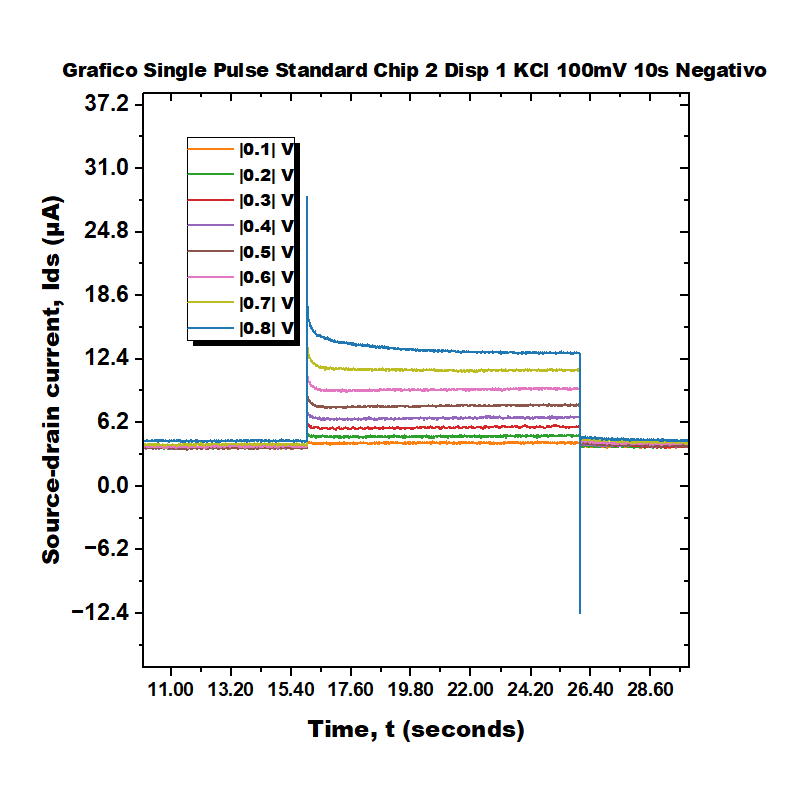 Grafico Single Pulse Standard Chip 2 Disp 1 KCl 100mV 10s Negativo
37.2
31.0
24.8
18.6
12.4
6.2
0.0
−6.2
−12.4
Source-drain current, Ids (µA)
|0.1| V
|0.2| V
|0.3| V
|0.4| V
|0.5| V
|0.6| V
|0.7| V
|0.8| V
11.00 13.20 15.40 17.60 19.80 22.00 24.20 26.40 28.60
Time, t (seconds)